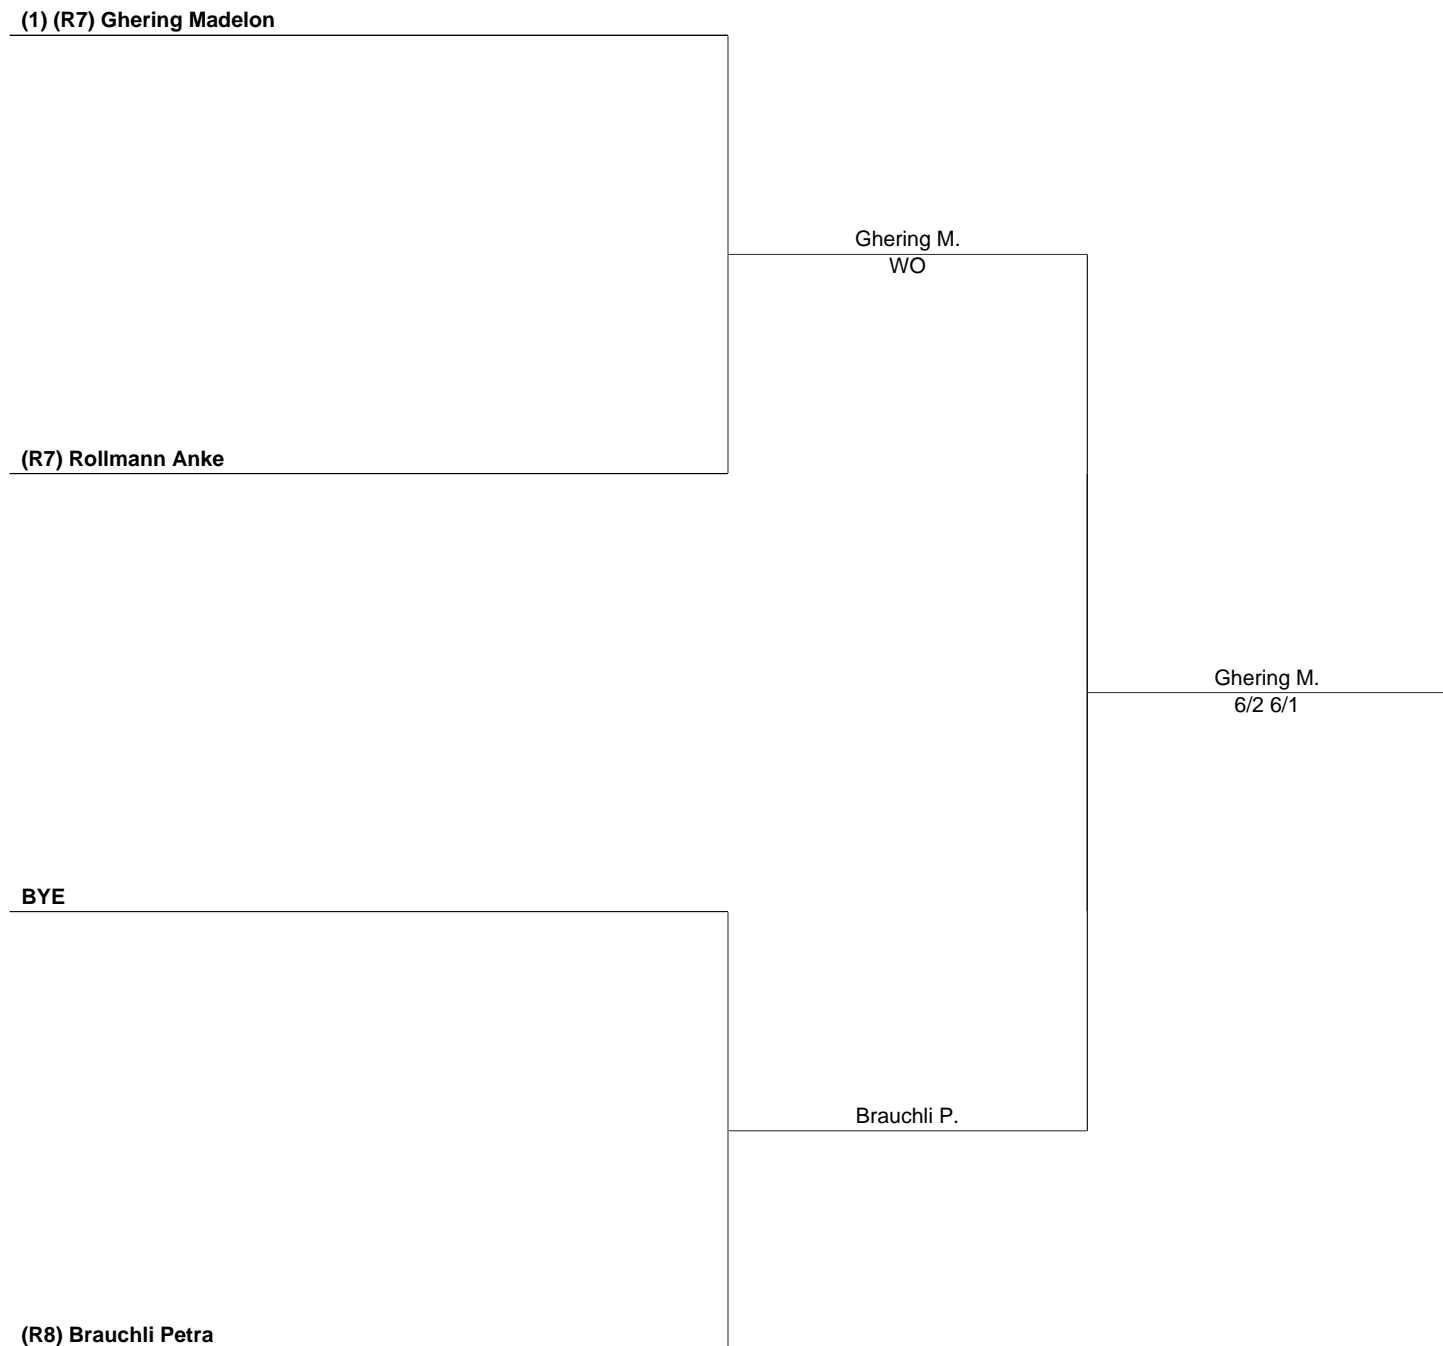 (1) (R7) Ghering Madelon
Ghering M.
WO
(R7) Rollmann Anke
Ghering M.
6/2 6/1
BYE
Brauchli P.
(R8) Brauchli Petra